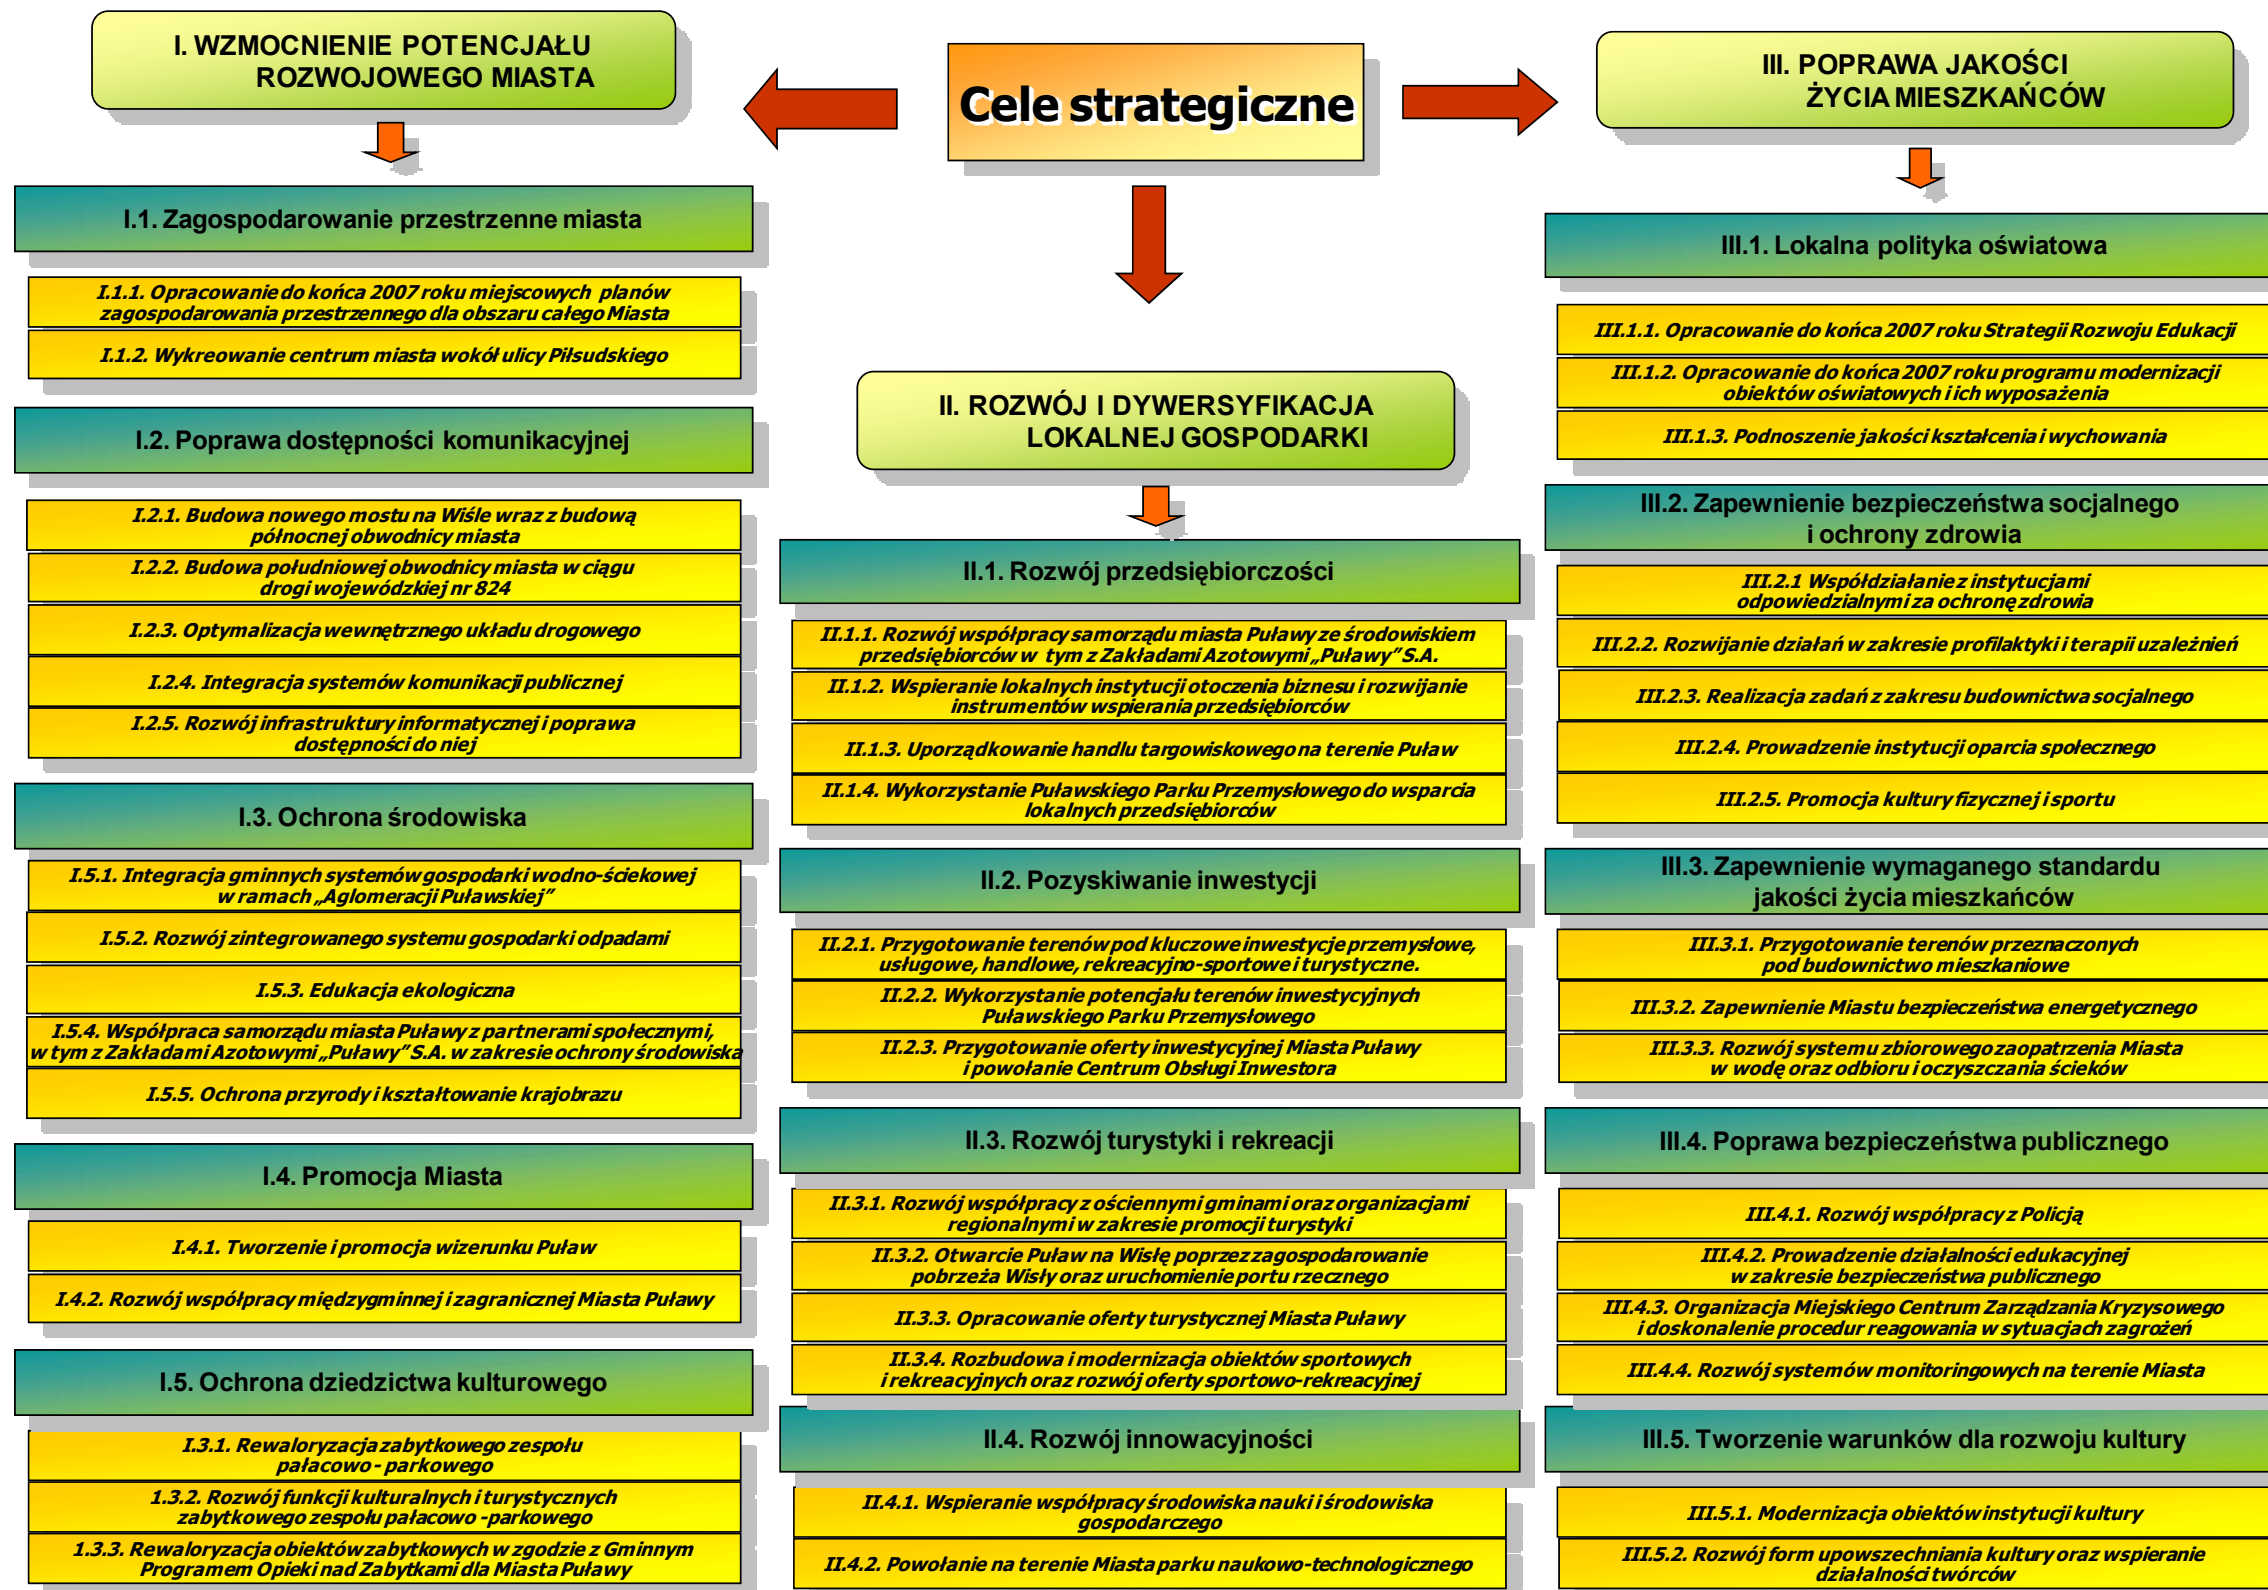 Cele strategiczne
I. WZMOCNIENIE POTENCJAŁU
ROZWOJOWEGO MIASTA
I.1. Zagospodarowanie przestrzenne miasta
I.1.1. Opracowanie do końca 2007 roku miejscowych planów
zagospodarowania przestrzennego dla obszaru całego Miasta
I.1.2. Wykreowanie centrum miasta wokół ulicy Piłsudskiego
I.2. Poprawa dostępności komunikacyjnej
I.2.1. Budowa nowego mostu na Wiśle wraz z budową
północnej obwodnicy miasta
I.2.2. Budowa południowej obwodnicy miasta w ciągu
drogi wojewódzkiej nr 824
I.2.3. Optymalizacja wewnętrznego układu drogowego
I.2.4. Integracja systemów komunikacji publicznej
I.2.5. Rozwój infrastruktury informatycznej i poprawa
dostępności do niej
I.3. Ochrona środowiska
I.5.1. Integracja gminnych systemów gospodarki wodno-ściekowej
w ramach „Aglomeracji Puławskiej”
I.5.2. Rozwój zintegrowanego systemu gospodarki odpadami
I.5.3. Edukacja ekologiczna
I.5.4. Współpraca samorządu miasta Puławy z partnerami społecznymi,
w tym z Zakładami Azotowymi „Puławy” S.A. w zakresie ochrony środowiska
I.5.5. Ochrona przyrody i kształtowanie krajobrazu
I.4. Promocja Miasta
I.4.1. Tworzenie i promocja wizerunku Puław
I.4.2. Rozwój współpracy międzygminnej i zagranicznej Miasta Puławy
I.5. Ochrona dziedzictwa kulturowego
I.3.1. Rewaloryzacja zabytkowego zespołu
pałacowo - parkowego
1.3.2. Rozwój funkcji kulturalnych i turystycznych
zabytkowego zespołu pałacowo -parkowego
1.3.3. Rewaloryzacja obiektów zabytkowych w zgodzie z Gminnym
Programem Opieki nad Zabytkami dla Miasta Puławy
II. ROZWÓJ I DYWERSYFIKACJA
LOKALNEJ GOSPODARKI
II.1. Rozwój przedsiębiorczości
II.1.1. Rozwój współpracy samorządu miasta Puławy ze środowiskiem
przedsiębiorców w tym z Zakładami Azotowymi „Puławy” S.A.
II.1.2. Wspieranie lokalnych instytucji otoczenia biznesu i rozwijanie
instrumentów wspierania przedsiębiorców
II.1.3. Uporządkowanie handlu targowiskowego na terenie Puław
II.1.4. Wykorzystanie Puławskiego Parku Przemysłowego do wsparcia
lokalnych przedsiębiorców
II.2. Pozyskiwanie inwestycji
II.2.1. Przygotowanie terenów pod kluczowe inwestycje przemysłowe,
usługowe, handlowe, rekreacyjno-sportowe i turystyczne.
II.2.2. Wykorzystanie potencjału terenów inwestycyjnych
Puławskiego Parku Przemysłowego
II.2.3. Przygotowanie oferty inwestycyjnej Miasta Puławy
i powołanie Centrum Obsługi Inwestora
II.3. Rozwój turystyki i rekreacji
II.3.1. Rozwój współpracy z ościennymi gminami oraz organizacjami
regionalnymi w zakresie promocji turystyki
II.3.2. Otwarcie Puław na Wisłę poprzez zagospodarowanie
pobrzeża Wisły oraz uruchomienie portu rzecznego
II.3.3. Opracowanie oferty turystycznej Miasta Puławy
II.3.4. Rozbudowa i modernizacja obiektów sportowych
i rekreacyjnych oraz rozwój oferty sportowo-rekreacyjnej
II.4. Rozwój innowacyjności
II.4.1. Wspieranie współpracy środowiska nauki i środowiska
gospodarczego
II.4.2. Powołanie na terenie Miasta parku naukowo-technologicznego
III. POPRAWA JAKOŚCI
ŻYCIA MIESZKAŃCÓW
III.1. Lokalna polityka oświatowa
III.1.1. Opracowanie do końca 2007 roku Strategii Rozwoju Edukacji
III.1.2. Opracowanie do końca 2007 roku programu modernizacji
obiektów oświatowych i ich wyposażenia
III.1.3. Podnoszenie jakości kształcenia i wychowania
III.2. Zapewnienie bezpieczeństwa socjalnego
i ochrony zdrowia
III.2.1 Współdziałanie z instytucjami
odpowiedzialnymi za ochronę zdrowia
III.2.2. Rozwijanie działań w zakresie profilaktyki i terapii uzależnień
III.2.3. Realizacja zadań z zakresu budownictwa socjalnego
III.2.4. Prowadzenie instytucji oparcia społecznego
III.2.5. Promocja kultury fizycznej i sportu
III.3. Zapewnienie wymaganego standardu
jakości życia mieszkańców
III.3.1. Przygotowanie terenów przeznaczonych
pod budownictwo mieszkaniowe
III.3.2. Zapewnienie Miastu bezpieczeństwa energetycznego
III.3.3. Rozwój systemu zbiorowego zaopatrzenia Miasta
w wodę oraz odbioru i oczyszczania ścieków
III.4. Poprawa bezpieczeństwa publicznego
III.4.1. Rozwój współpracy z Policją
III.4.2. Prowadzenie działalności edukacyjnej
w zakresie bezpieczeństwa publicznego
III.4.3. Organizacja Miejskiego Centrum Zarządzania Kryzysowego
i doskonalenie procedur reagowania w sytuacjach zagrożeń
III.4.4. Rozwój systemów monitoringowych na terenie Miasta
III.5. Tworzenie warunków dla rozwoju kultury
III.5.1. Modernizacja obiektów instytucji kultury
III.5.2. Rozwój form upowszechniania kultury oraz wspieranie
działalności twórców